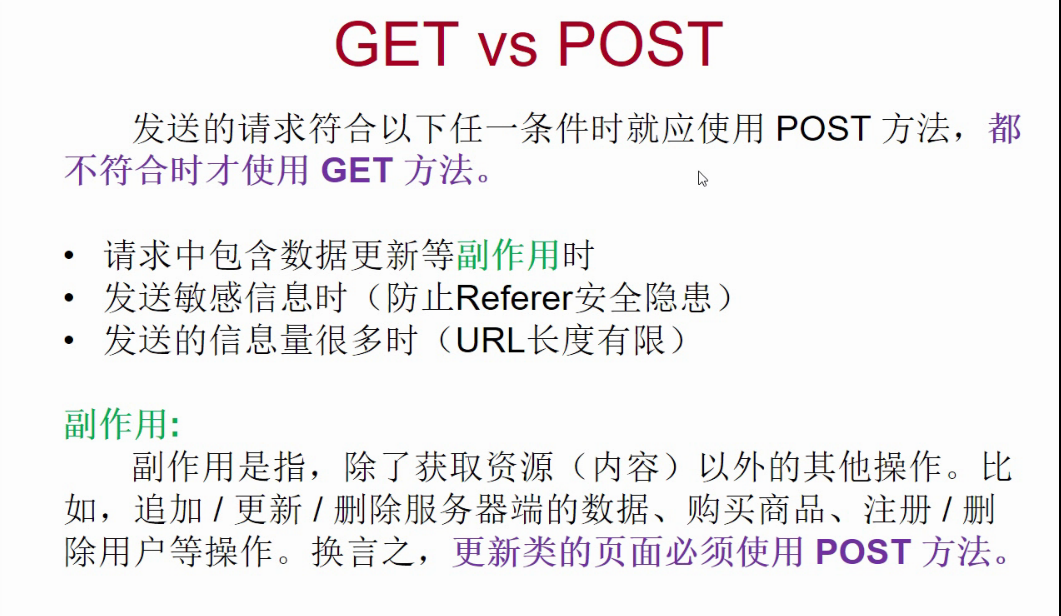 GET vs POST
发送的请求符合以下任一条件时就应使用 POST 方法，都
不符合时才使用 GET 方法。
• 请求中包含数据更新等副作用时
• 发送敏感信息时（防止Referer安全隐患）
• 发送的信息量很多时（URL长度有限）
副作用:
副作用是指，除了获取资源（内容）以外的其他操作。比
如，追加 / 更新 / 删除服务器端的数据、购买商品、注册 / 删
除用户等操作。换言之，更新类的页面必须使用 POST 方法。